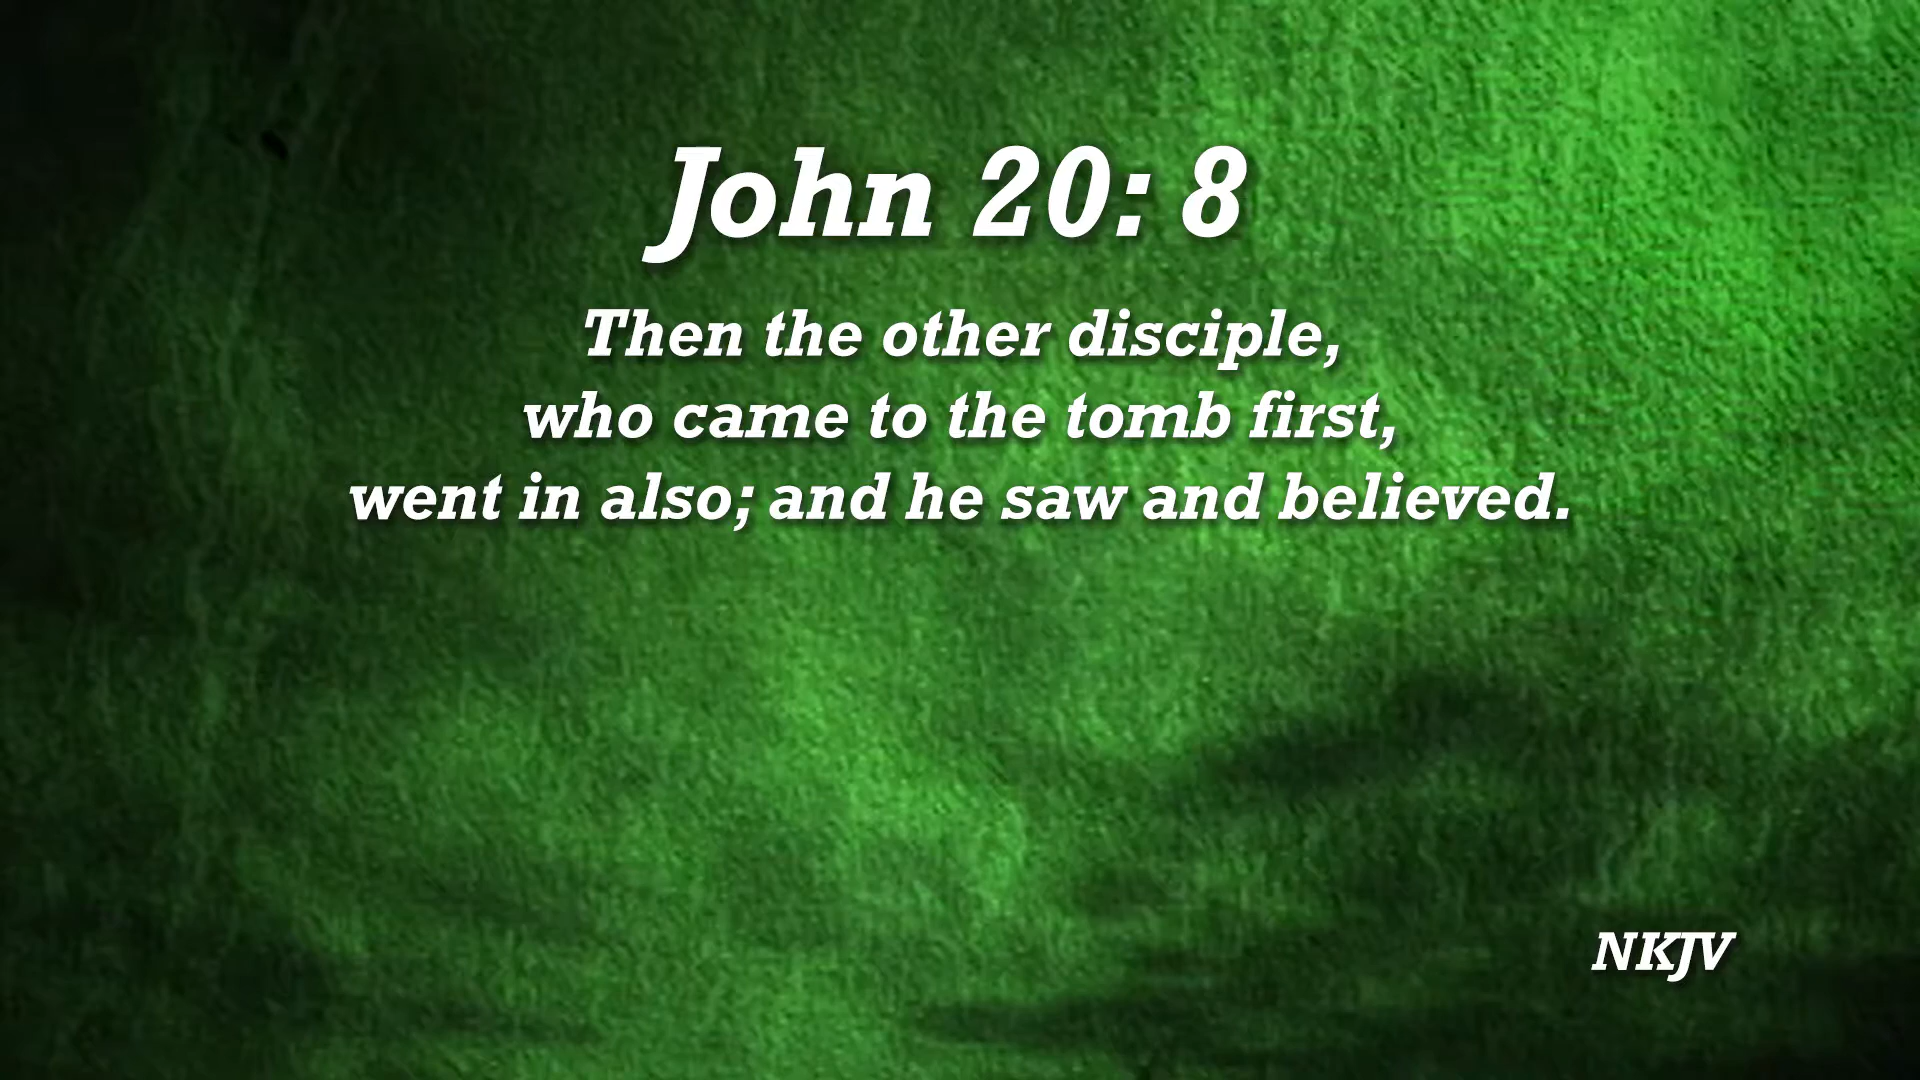 John 20: 8
Then the other disciple,
who came to the tomb first,
went in also; and he saw and believed.
NKJV